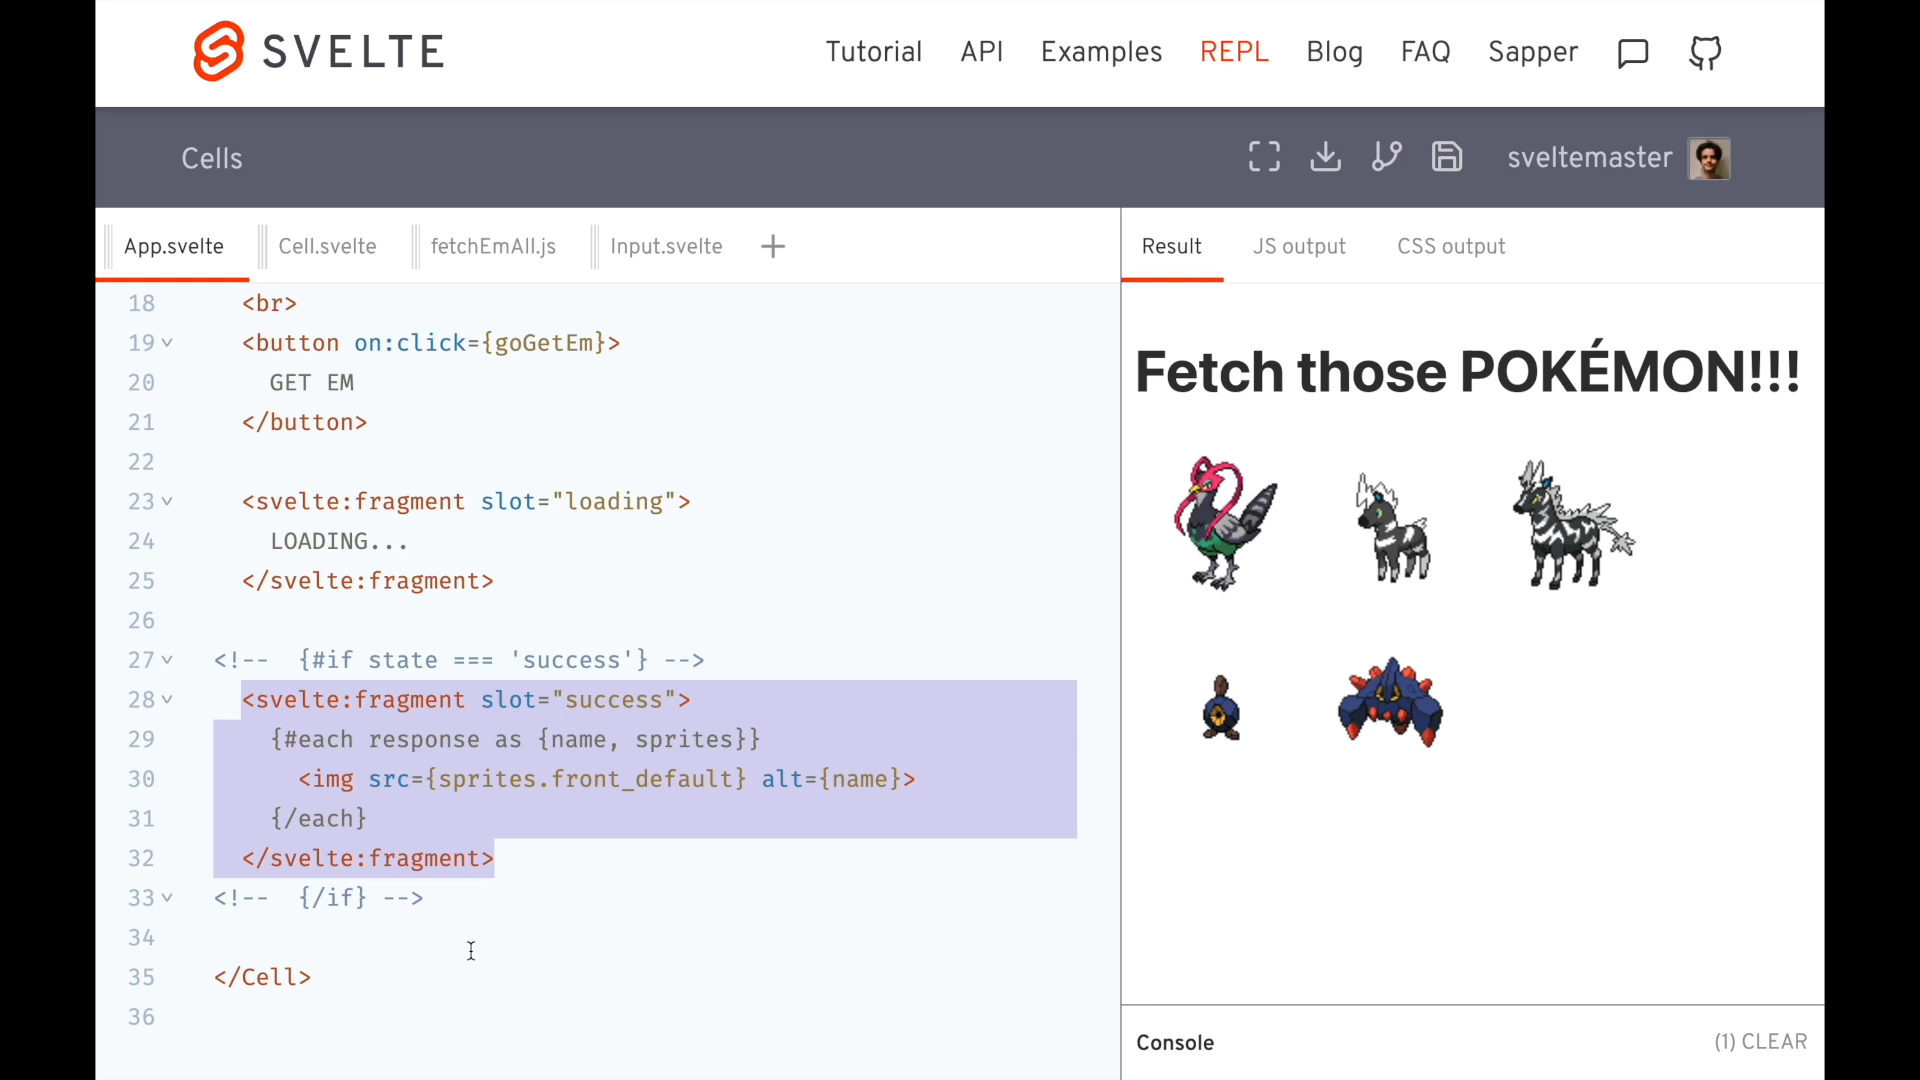 SVELTE
Tutorial API Examples REPL Blog FAQ Sapper
Cells
sveltemaster
App.svelte Cell.svelte fetchEmAll.js Input.svelte +
18 <br>
19 <button on:click={goGetEm}>
20 GET EM
21 </button>
22
23 <svelte:fragment slot="loading">
24 LOADING...
25 </svelte:fragment>
26
27 <!-- {#if state === 'success'} -->
28 <svelte:fragment slot="success">
29 {#each response as {name, sprites}}
30 <img src={sprites.front_default} alt={name}>
31 {/each}
32 </svelte:fragment>
33 <!-- {/if} -->
34
35 </Cell>
36
Result JS output CSS output
Fetch those POKÉMON!!!
Console (1) CLEAR